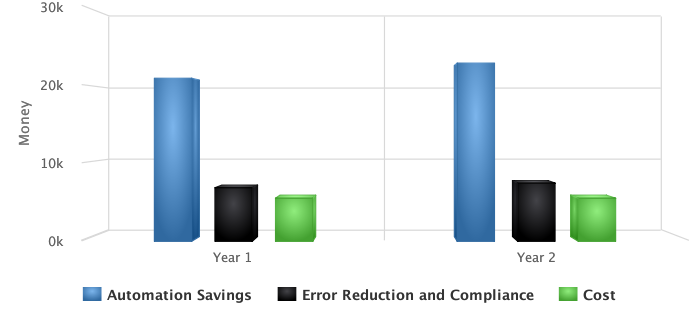 30k
20k
10k
0k
Money
Year 1
Year 2
Automation Savings
Error Reduction and Compliance
Cost